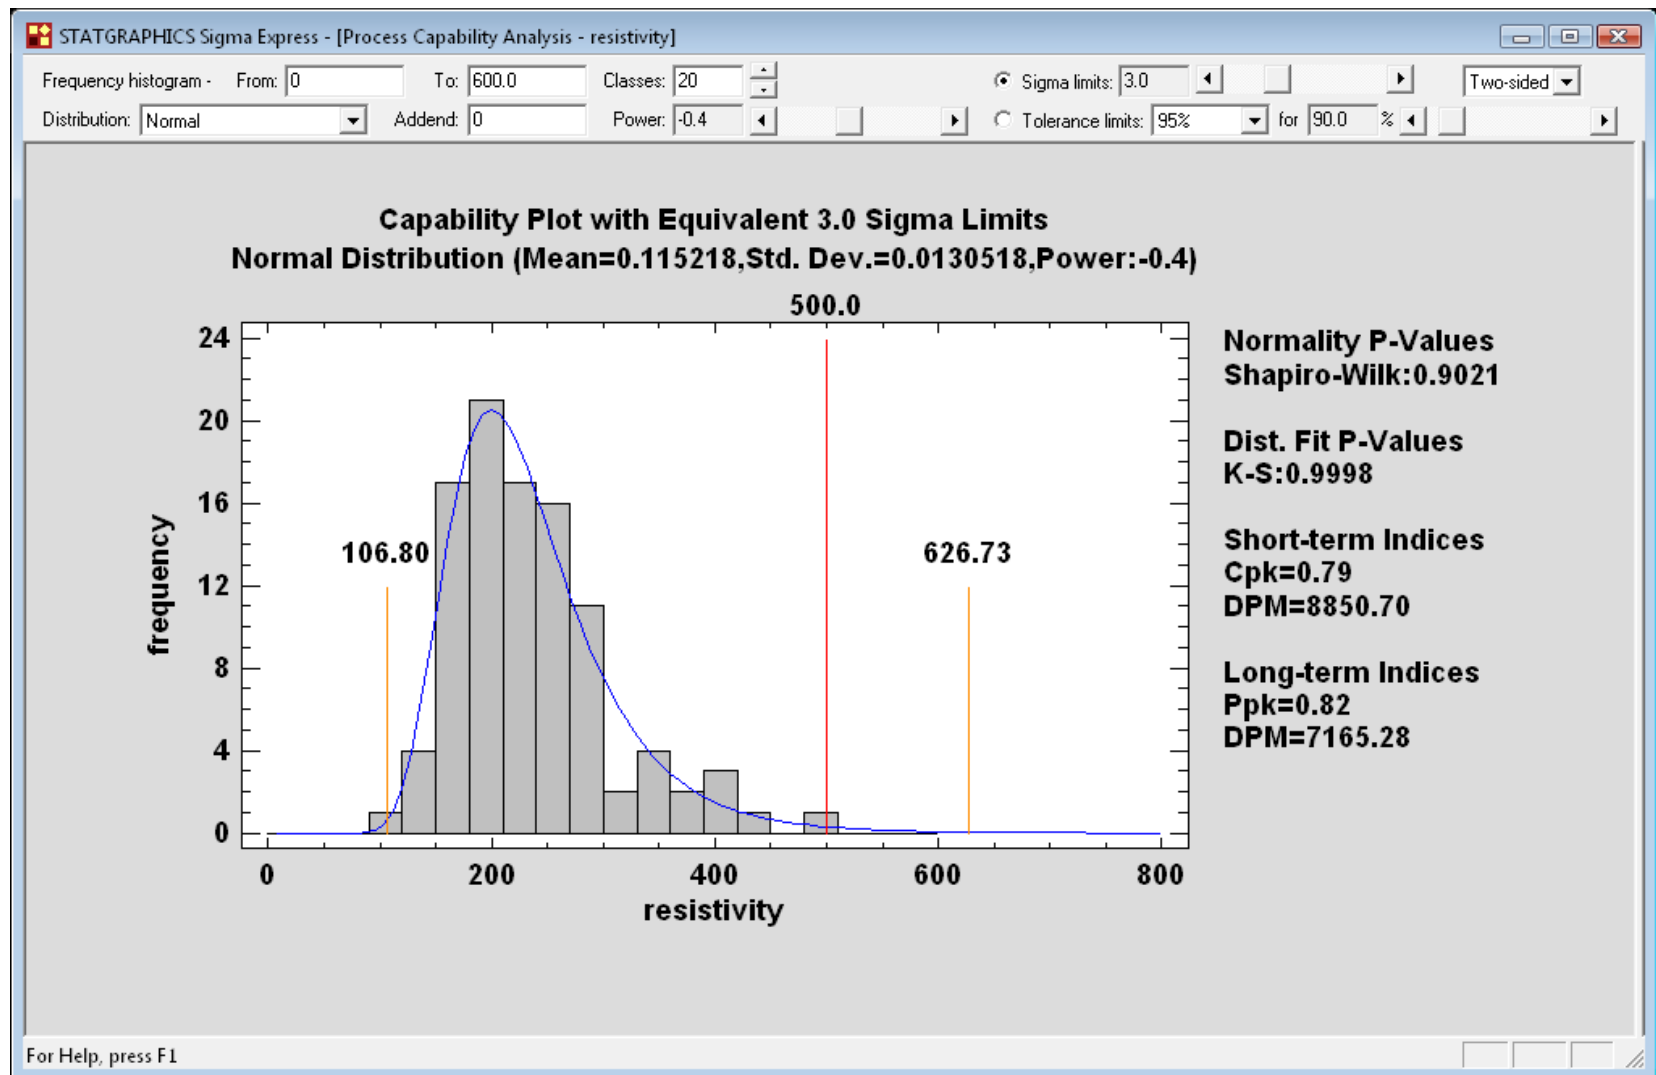 STATGRAPHICS Sigma Express - [Process Capability Analysis - resistivity]
Frequency histogram - From: 0 To: 600.0 Classes: 20 Sigma limits: 3.0 Two-sided
Distribution: Normal Addend: 0 Power: -0.4 Tolerance limits: 95% for 90.0 %
Capability Plot with Equivalent 3.0 Sigma Limits
Normal Distribution (Mean=0.115218,Std. Dev.=0.0130518,Power:-0.4)
500.0
24
20
16
12
8
4
0
frequency
106.80
626.73
0 200 400 600 800
resistivity
Normality P-Values
Shapiro-Wilk:0.9021
Dist. Fit P-Values
K-S:0.9998
Short-term Indices
Cpk=0.79
DPM=8850.70
Long-term Indices
Ppk=0.82
DPM=7165.28
For Help, press F1